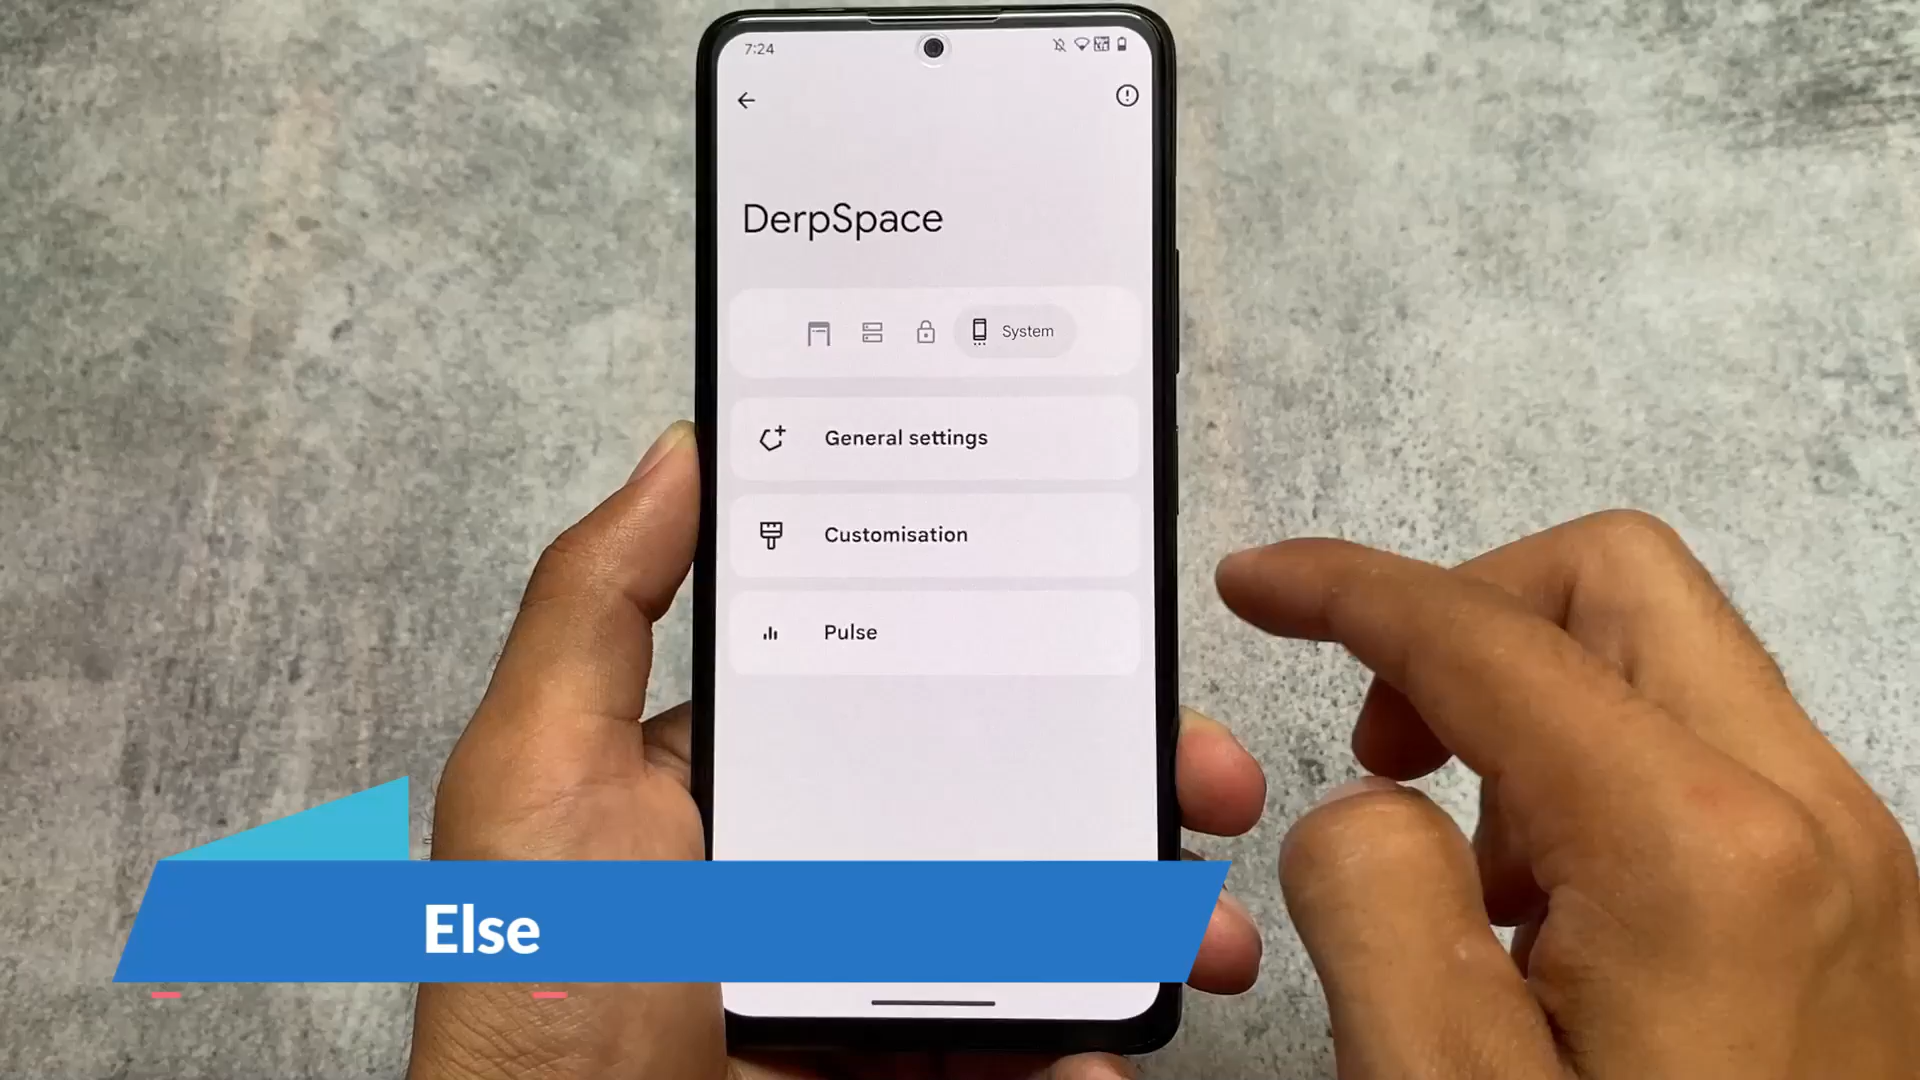 7:24
DerpSpace
System
General settings
Customisation
Pulse
Else